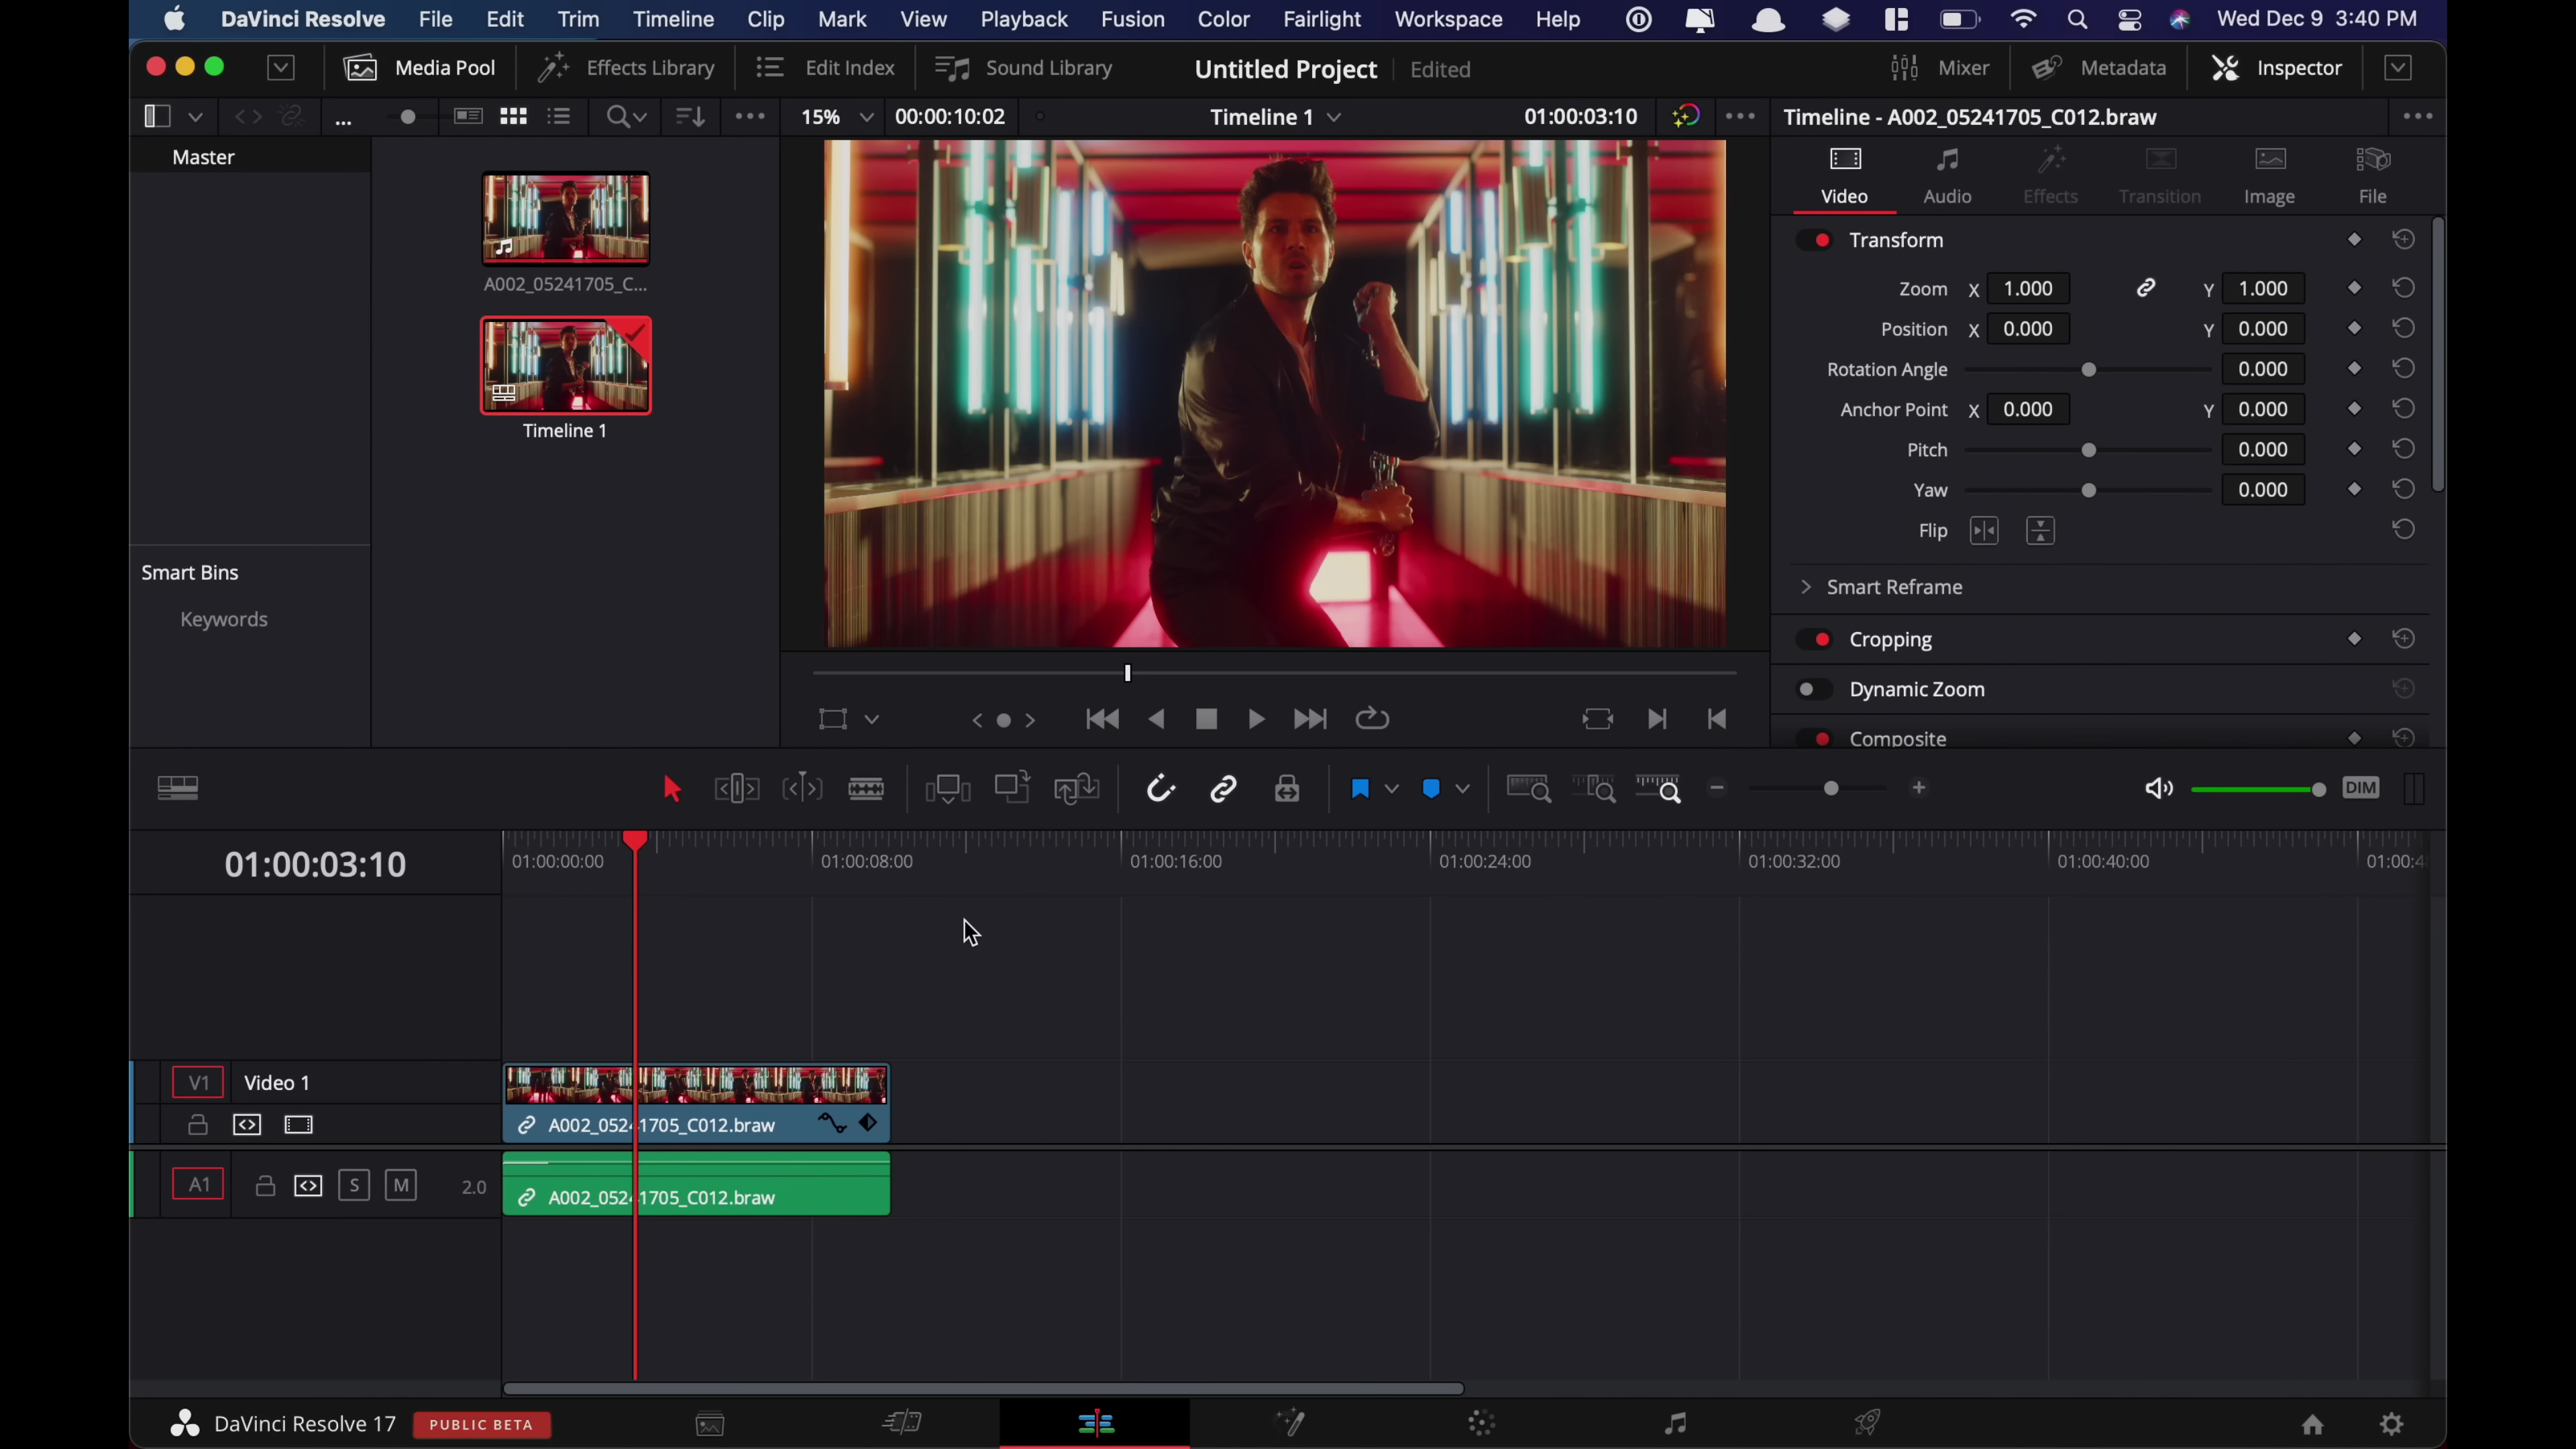 DaVinci Resolve File Edit Trim Timeline Clip Mark View Playback Fusion Color Fairlight Workspace Help Wed Dec 9 3:40 PM
Media Pool Effects Library Edit Index Sound Library Untitled Project Edited Mixer Metadata Inspector
... 15% 00:00:10:02 Timeline 1 01:00:03:10 Timeline - A002_05241705_C012.braw
Master
Video Audio Effects Transition Image File
Transform
A002_05241705_C...
Zoom X 1.000 Y 1.000
Position X 0.000 Y 0.000
Rotation Angle 0.000
Anchor Point X 0.000 Y 0.000
Timeline 1
Pitch 0.000
Yaw 0.000
Flip
Smart Bins
Smart Reframe
Keywords
Cropping
Dynamic Zoom
Composite
DIM
01:00:03:10
01:00:00:00 01:00:08:00 01:00:16:00 01:00:24:00 01:00:32:00 01:00:40:00 01:00:4
V1 Video 1
A002_05241705_C012.braw
A1 S M 2.0
A002_05241705_C012.braw
DaVinci Resolve 17 PUBLIC BETA